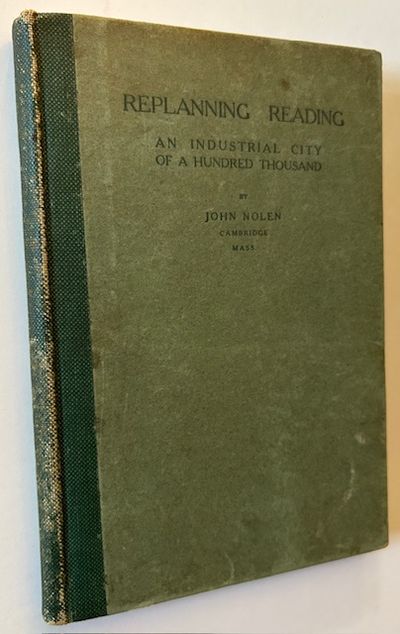 REPLANNING READING
AN INDUSTRIAL CITY
OF A HUNDRED THOUSAND
BY
JOHN NOLEN
CAMBRIDGE
MASS.